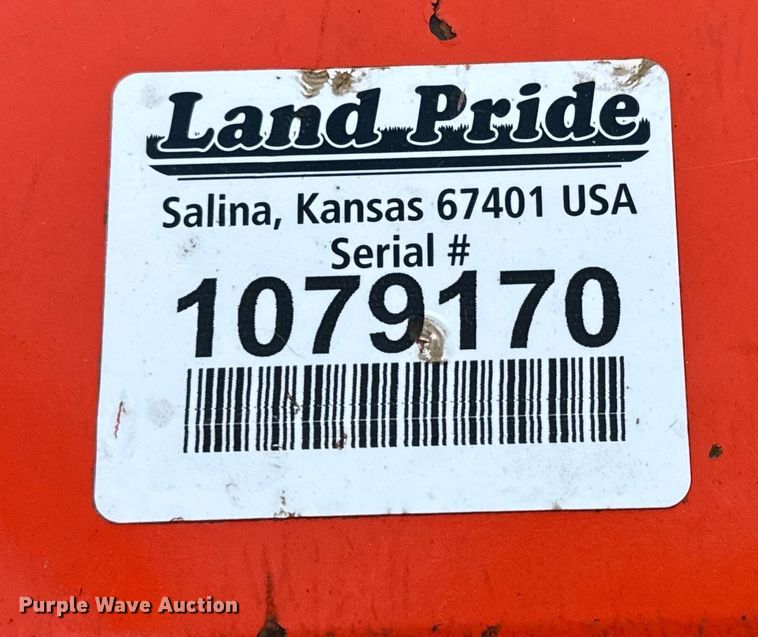 Land Pride
Salina, Kansas 67401 USA
Serial #
1079170
Purple Wave Auction